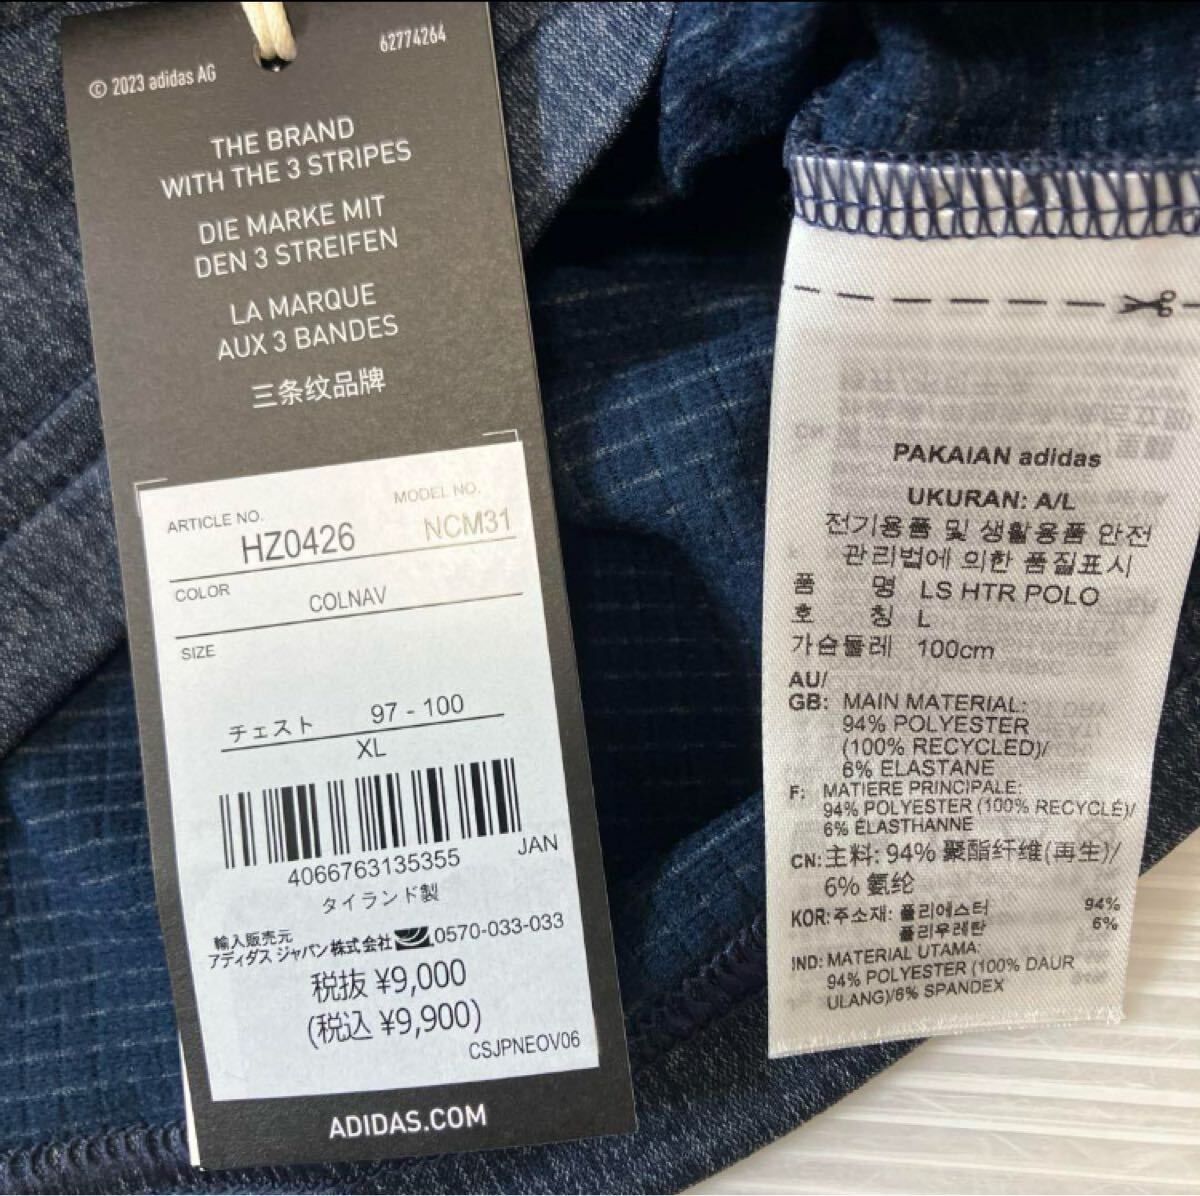 © 2023 adidas AG
62774264
THE BRAND
WITH THE 3 STRIPES
DIE MARKE MIT
DEN 3 STREIFEN
LA MARQUE
AUX 3 BANDES
三条纹品牌
ARTICLE NO.
MODEL NO.
HZ0426
NCM31
COLOR
COLNAV
SIZE
チェスト 97 - 100
XL
4066763135355
JAN
タイランド製
輸入販売元
アディダス ジャパン株式会社 0570-033-033
税抜 ¥9,000
(税込 ¥9,900)
CSJPNEOV06
ADIDAS.COM
PAKAIAN adidas
UKURAN: A/L
전기용품 및 생활용품 안전
관리법에 의한 품질표시
품 명 LS HTR POLO
호 칭 L
가슴둘레 100cm
AU/
GB: MAIN MATERIAL:
94% POLYESTER
(100% RECYCLED)/
6% ELASTANE
F: MATIERE PRINCIPALE:
94% POLYESTER (100% RECYCLÉ)/
6% ÉLASTHANNE
CN: 主料: 94% 聚酯纤维(再生)/
6% 氨纶
KOR: 주소재: 폴리에스터 94%
폴리우레탄 6%
IND: MATERIAL UTAMA:
94% POLYESTER (100% DAUR
ULANG)/6% SPANDEX